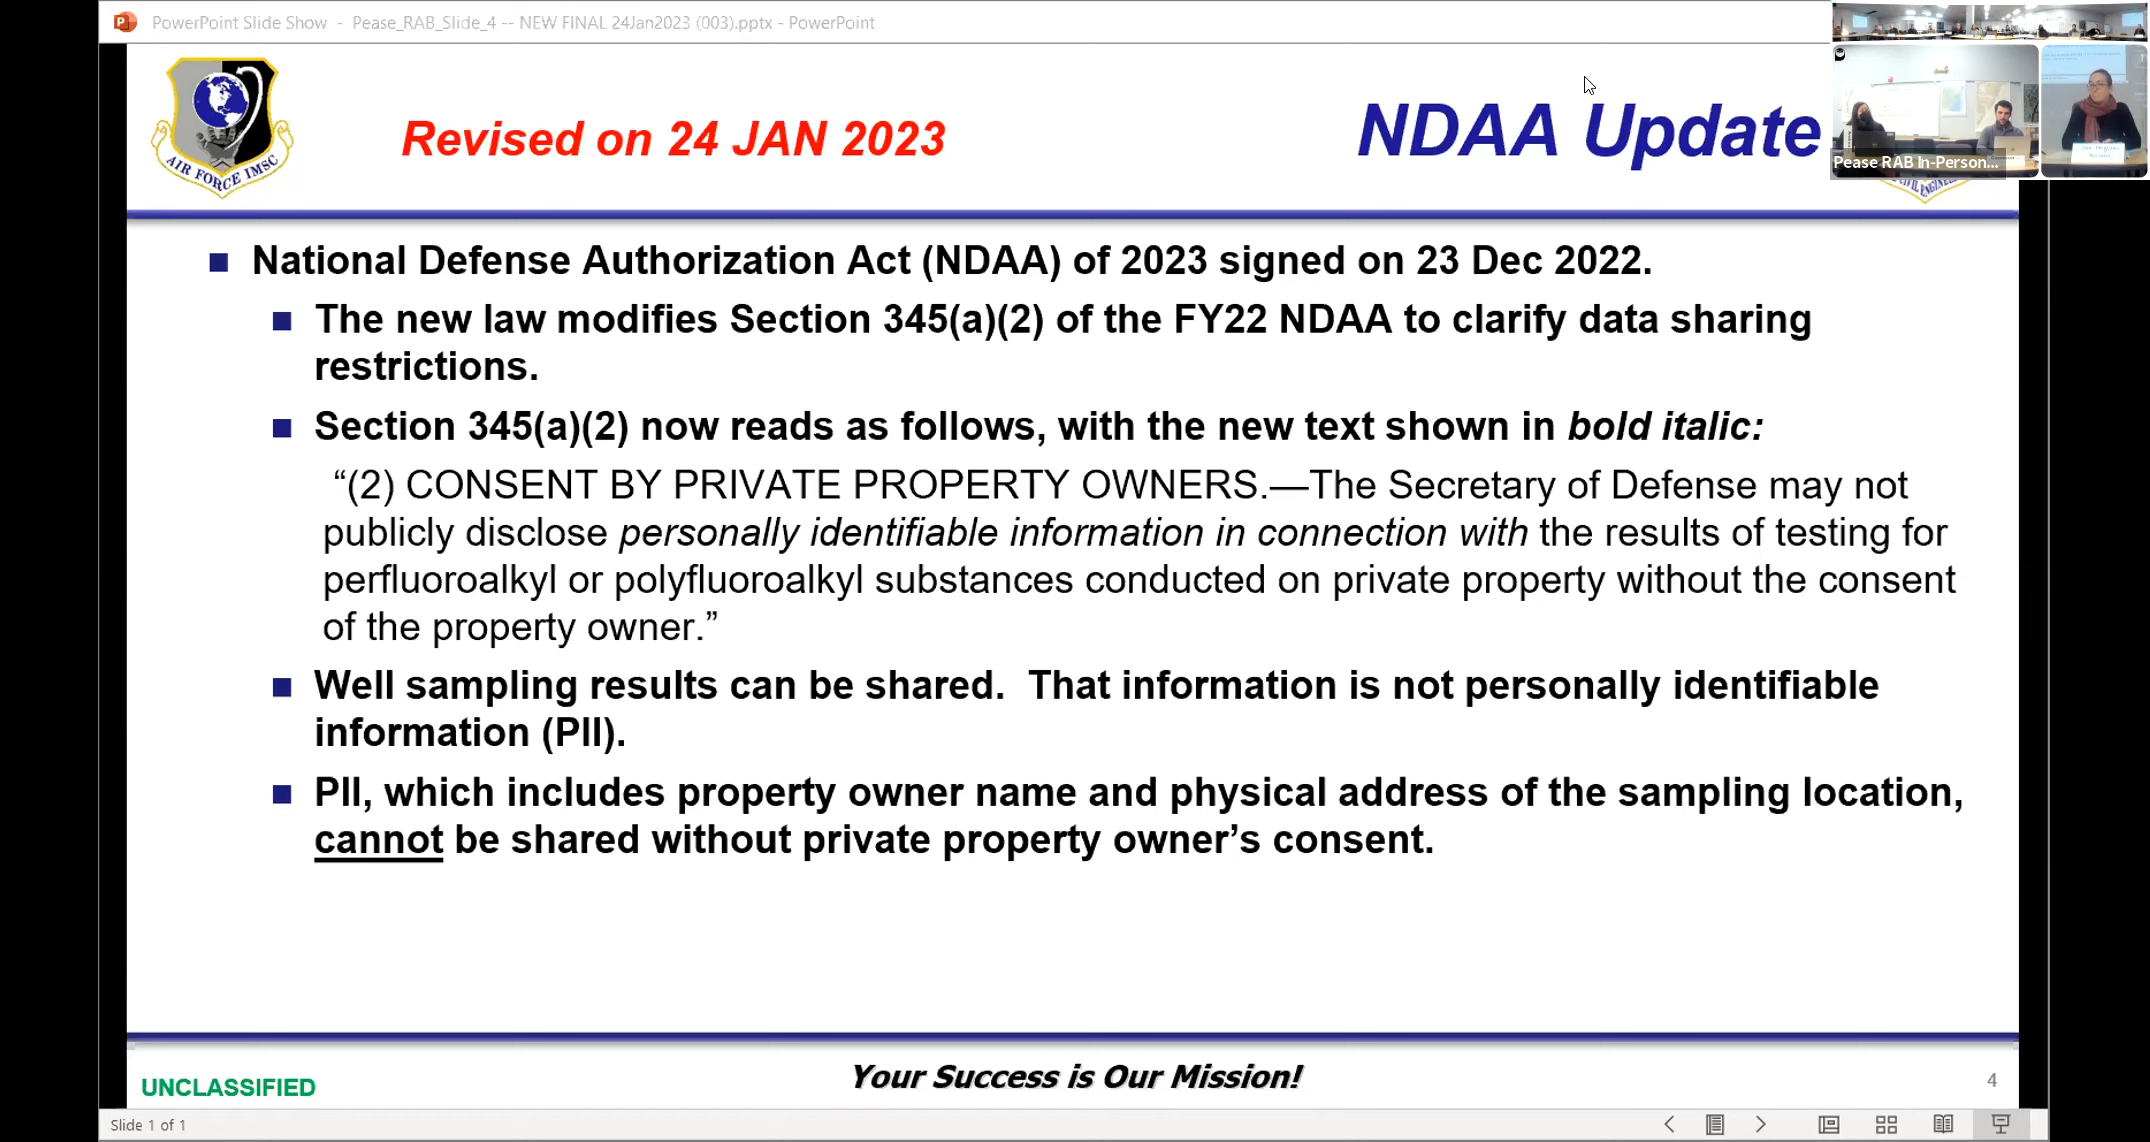 PowerPoint Slide Show - Pease_RAB_Slide_4 -- NEW FINAL 24Jan2023 (003).pptx - PowerPoint
AIR FORCE IMSC
Revised on 24 JAN 2023
NDAA Update
Pease RAB In-Person...
CIVIL ENGINE
■ National Defense Authorization Act (NDAA) of 2023 signed on 23 Dec 2022.
■ The new law modifies Section 345(a)(2) of the FY22 NDAA to clarify data sharing
restrictions.
■ Section 345(a)(2) now reads as follows, with the new text shown in bold italic:
“(2) CONSENT BY PRIVATE PROPERTY OWNERS.—The Secretary of Defense may not
publicly disclose personally identifiable information in connection with the results of testing for
perfluoroalkyl or polyfluoroalkyl substances conducted on private property without the consent
of the property owner.”
■ Well sampling results can be shared.  That information is not personally identifiable
information (PII).
■ PII, which includes property owner name and physical address of the sampling location,
cannot be shared without private property owner’s consent.
UNCLASSIFIED
Your Success is Our Mission!
4
Slide 1 of 1